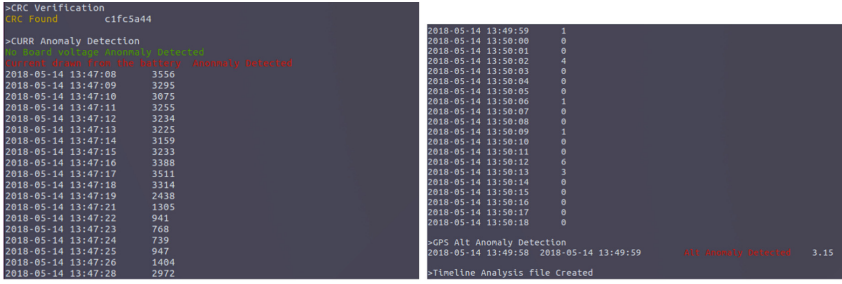 >CRC Verification
CRC Found c1fc5a44
>CURR Anomaly Detection
No Board voltage Anonmaly Detected
Current Drawn from the battery Anomaly Detected
2018-05-14 13:47:08 3556
2018-05-14 13:47:09 3295
2018-05-14 13:47:10 3075
2018-05-14 13:47:11 3255
2018-05-14 13:47:12 3234
2018-05-14 13:47:13 3225
2018-05-14 13:47:14 3159
2018-05-14 13:47:15 3233
2018-05-14 13:47:16 3388
2018-05-14 13:47:17 3511
2018-05-14 13:47:18 3314
2018-05-14 13:47:19 2438
2018-05-14 13:47:21 1305
2018-05-14 13:47:22 941
2018-05-14 13:47:23 768
2018-05-14 13:47:24 739
2018-05-14 13:47:25 947
2018-05-14 13:47:26 1404
2018-05-14 13:47:28 2972
2018-05-14 13:49:59 1
2018-05-14 13:50:00 0
2018-05-14 13:50:01 0
2018-05-14 13:50:02 4
2018-05-14 13:50:03 0
2018-05-14 13:50:04 0
2018-05-14 13:50:05 0
2018-05-14 13:50:06 1
2018-05-14 13:50:07 0
2018-05-14 13:50:08 0
2018-05-14 13:50:09 1
2018-05-14 13:50:10 0
2018-05-14 13:50:11 0
2018-05-14 13:50:12 6
2018-05-14 13:50:13 3
2018-05-14 13:50:14 0
2018-05-14 13:50:15 0
2018-05-14 13:50:16 0
2018-05-14 13:50:17 0
2018-05-14 13:50:18 0
>GPS Alt Anomaly Detection
2018-05-14 13:49:58 2018-05-14 13:49:59 Alt Anomaly Detected 3.15
>Timeline Analysis file Created